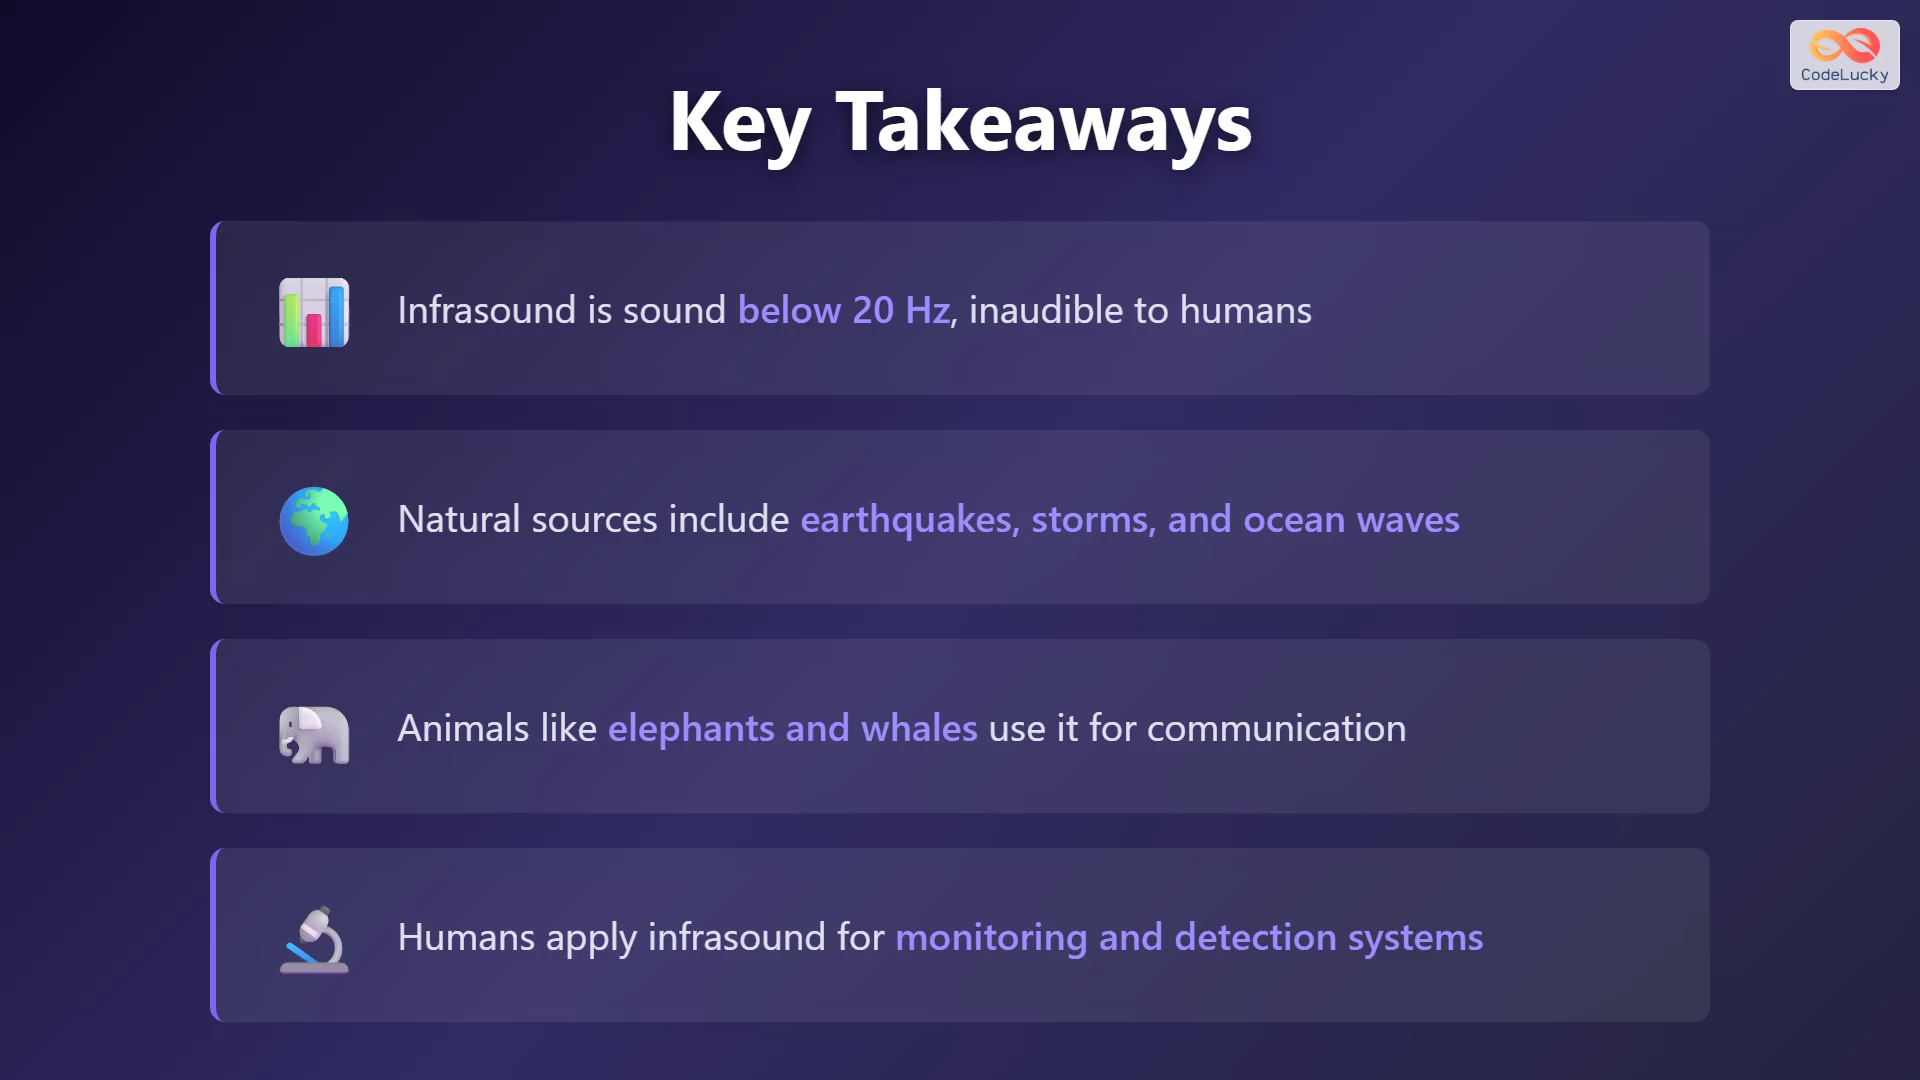 CodeLucky
Key Takeaways
Infrasound is sound below 20 Hz, inaudible to humans
Natural sources include earthquakes, storms, and ocean waves
Animals like elephants and whales use it for communication
Humans apply infrasound for monitoring and detection systems